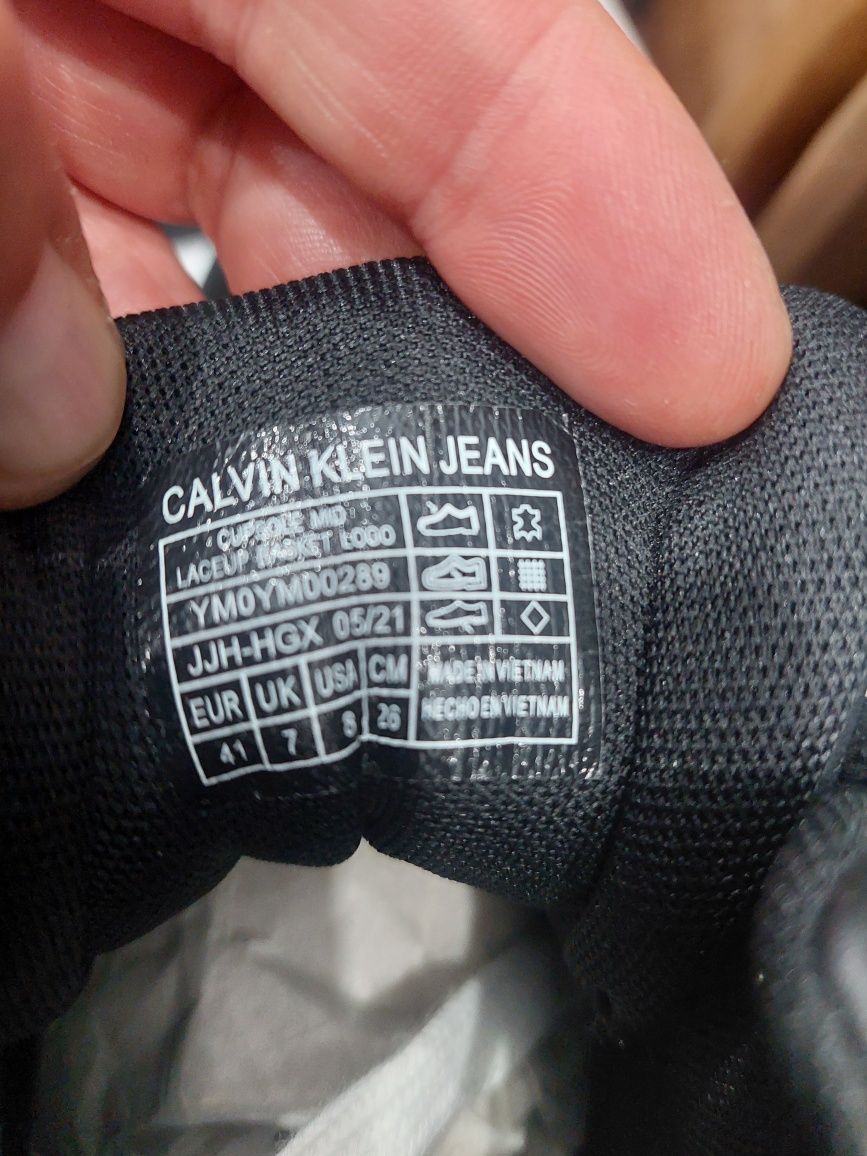 CALVIN KLEIN JEANS
CUPSOLE MID
LACEUP BASKET LOGO
YM0YM00289
JJH-HGX 05/21
EUR UK USA CM
41 7 8 26
MADE IN VIETNAM
HECHO EN VIETNAM